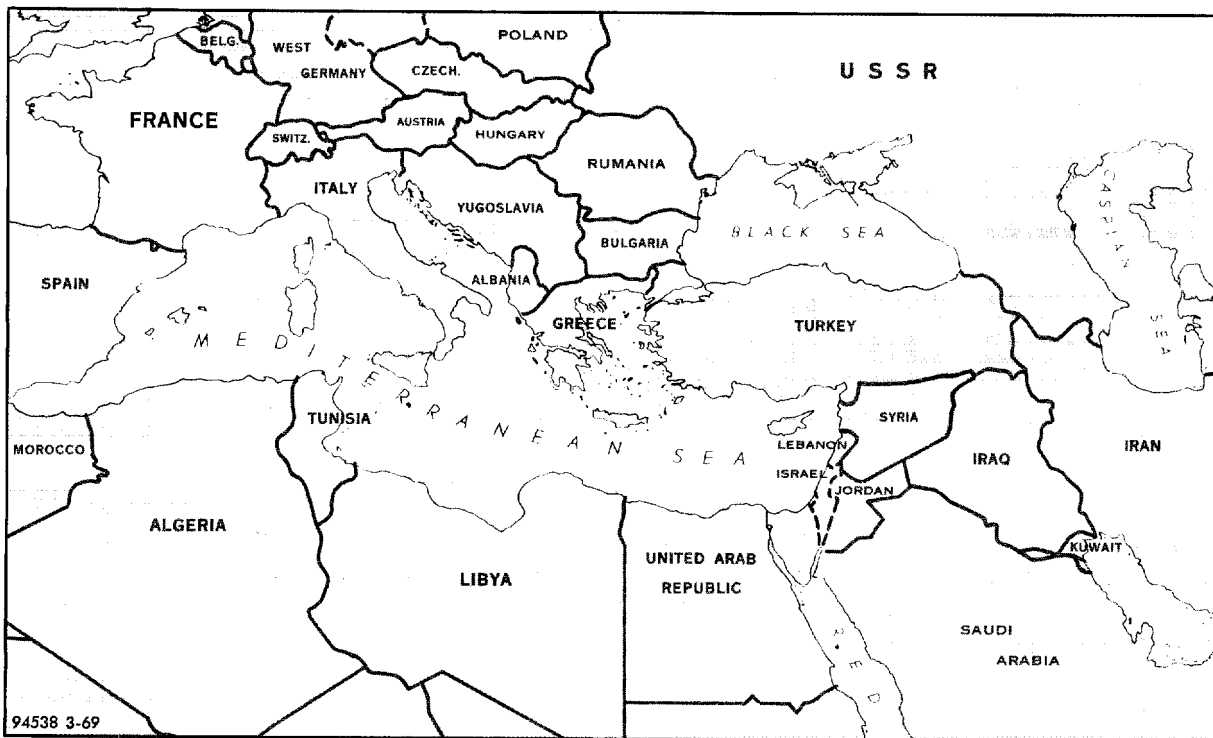 BELG.
WEST
GERMANY
POLAND
CZECH.
USSR
FRANCE
SWITZ.
AUSTRIA
HUNGARY
RUMANIA
ITALY
YUGOSLAVIA
BULGARIA
BLACK SEA
CASPIAN
SEA
SPAIN
ALBANIA
GREECE
TURKEY
MEDITERRANEAN SEA
TUNISIA
MOROCCO
SYRIA
LEBANON
ISRAEL
JORDAN
IRAQ
IRAN
ALGERIA
LIBYA
UNITED ARAB
REPUBLIC
KUWAIT
SAUDI
ARABIA
RED
94538 3-69